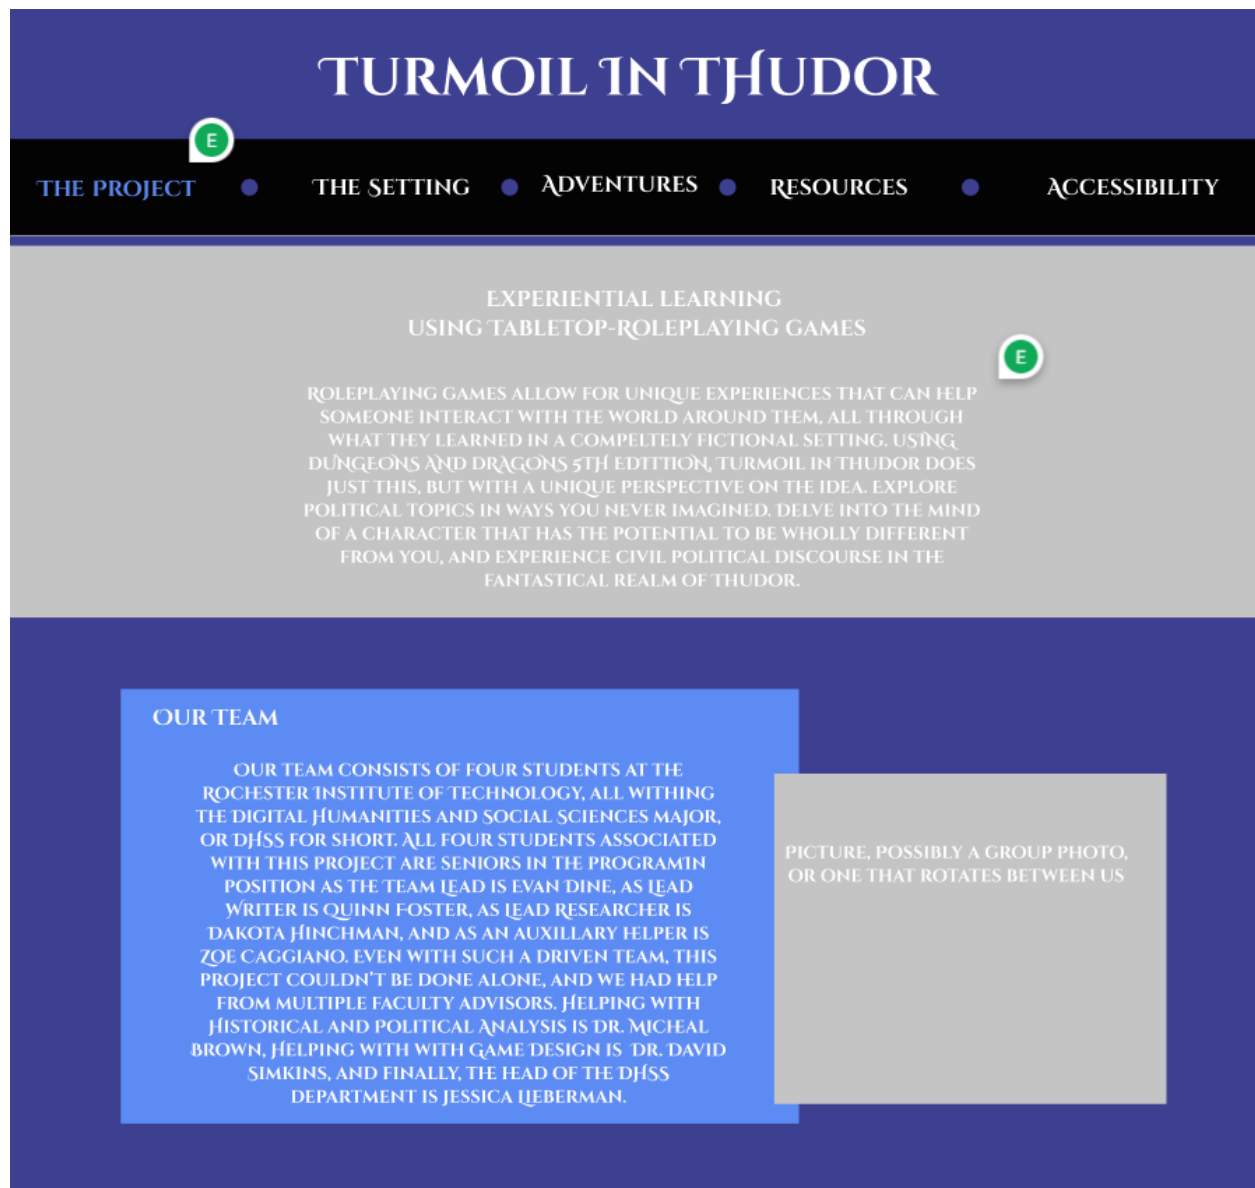 Turmoil In Thudor
E
The Project
The Setting
Adventures
Resources
Accessibility
Experiential learning
using Tabletop-Roleplaying games
E
Roleplaying games allow for unique experiences that can help
someone interact with the world around them, all through
what they learned in a compeltely fictional setting. Using
Dungeons and Dragons 5th Edttion, Turmoil in Thudor does
just this, but with a unique perspective on the idea. Explore
political topics in ways you never imagined. Delve into the mind
of a character that has the potential to be wholly different
from you, and experience civil political discourse in the
fantastical realm of Thudor.
Our Team
Our team consists of four students at the
Rochester Institute of Technology, all withing
the Digital Humanities and Social Sciences major,
or DHSS for short. All four students associated
with this project are seniors in the programIn
position as the Team Lead is Evan Dine, as Lead
Writer is Quinn Foster, as Lead Researcher is
Dakota Hinchman, and as an auxillary helper is
Zoe Caggiano. Even with such a driven team, this
project couldn't be done alone, and we had help
from multiple faculty advisors. Helping with
Historical and political Analysis is Dr. Micheal
Brown, Helping with with Game Design is Dr. David
Simkins, and finally, the head of the DHSS
department is Jessica Lieberman.
picture, possibly a group photo,
or one that rotates between us